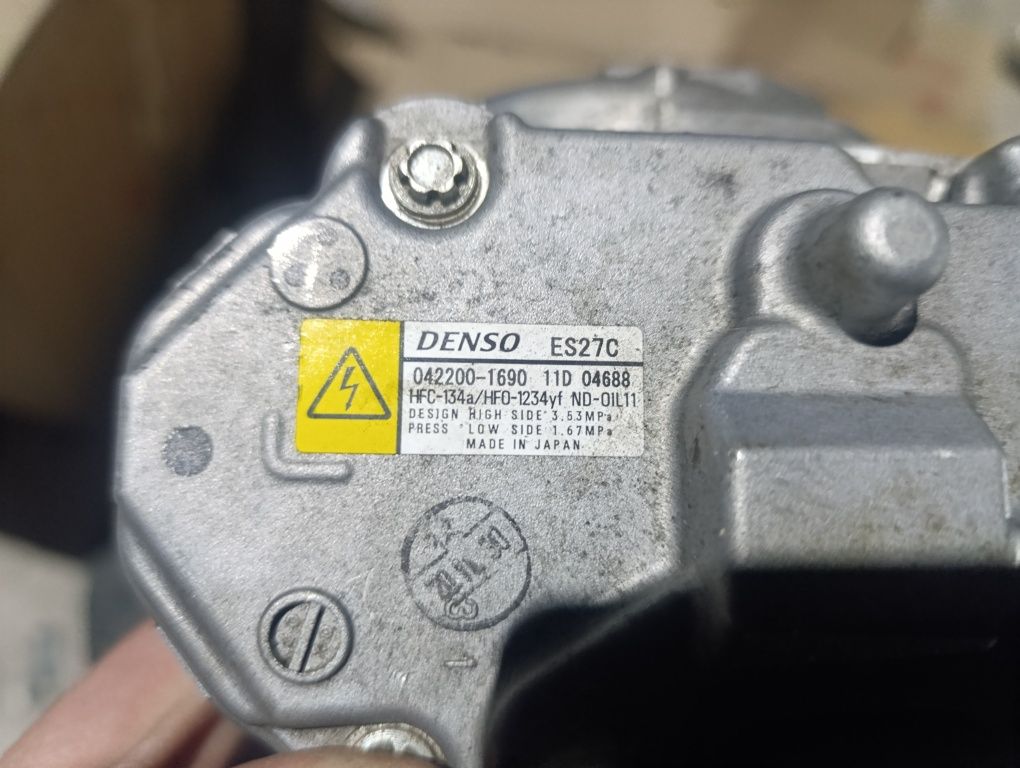 DENSO ES27C
042200-1690 11D 04688
HFC-134a/HFO-1234yf ND-OIL11
DESIGN HIGH SIDE 3.53MPa
PRESS LOW SIDE 1.67MPa
MADE IN JAPAN